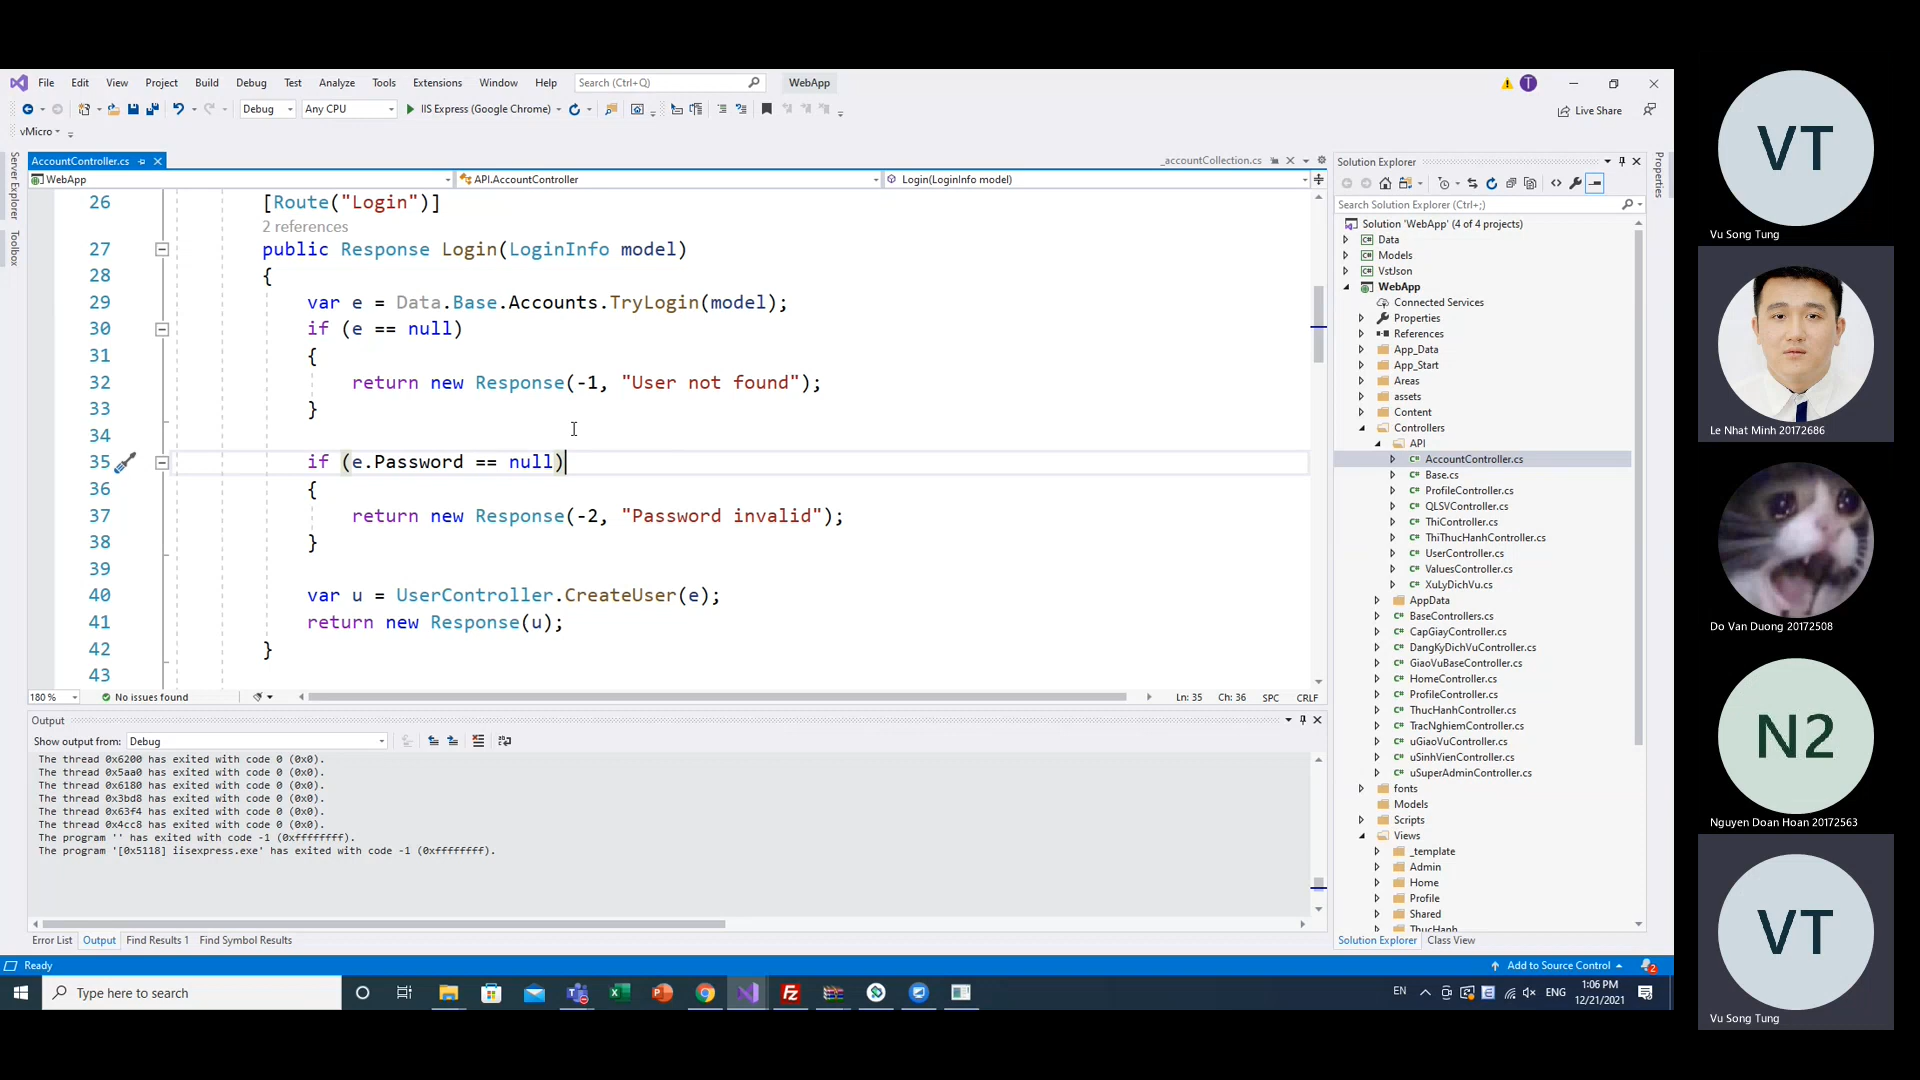 File Edit View Project Build Debug Test Analyze Tools Extensions Window Help Search (Ctrl+Q) WebApp T
Debug Any CPU IIS Express (Google Chrome) Live Share
vMicro
Server Explorer
Toolbox
AccountController.cs
_accountCollection.cs
WebApp API.AccountController Login(LoginInfo model)
26 [Route("Login")]
2 references
27 public Response Login(LoginInfo model)
28 {
29 var e = Data.Base.Accounts.TryLogin(model);
30 if (e == null)
31 {
32 return new Response(-1, "User not found");
33 }
34
35 if (e.Password == null)
36 {
37 return new Response(-2, "Password invalid");
38 }
39
40 var u = UserController.CreateUser(e);
41 return new Response(u);
42 }
43
180 % No issues found Ln: 35 Ch: 36 SPC CRLF
Output
Show output from: Debug
The thread 0x6200 has exited with code 0 (0x0).
The thread 0x5aa0 has exited with code 0 (0x0).
The thread 0x6180 has exited with code 0 (0x0).
The thread 0x3bd8 has exited with code 0 (0x0).
The thread 0x63f4 has exited with code 0 (0x0).
The thread 0x4cc8 has exited with code 0 (0x0).
The program '' has exited with code -1 (0xffffffff).
The program '[0x5118] iisexpress.exe' has exited with code -1 (0xffffffff).
Error List Output Find Results 1 Find Symbol Results
Solution Explorer
Search Solution Explorer (Ctrl+;)
Solution 'WebApp' (4 of 4 projects)
Data
Models
VstJson
WebApp
Connected Services
Properties
References
App_Data
App_Start
Areas
assets
Content
Controllers
API
AccountController.cs
Base.cs
ProfileController.cs
QLSVController.cs
ThiController.cs
ThiThucHanhController.cs
UserController.cs
ValuesController.cs
XuLyDichVu.cs
AppData
BaseControllers.cs
CapGiayController.cs
DangKyDichVuController.cs
GiaoVuBaseController.cs
HomeController.cs
ProfileController.cs
ThucHanhController.cs
TracNghiemController.cs
uGiaoVuController.cs
uSinhVienController.cs
uSuperAdminController.cs
fonts
Models
Scripts
Views
_template
Admin
Home
Profile
Shared
ThucHanh
Solution Explorer Class View
Properties
Ready Add to Source Control 2
Type here to search EN ENG 1:06 PM
12/21/2021
VT
Vu Song Tung
Le Nhat Minh 20172686
Do Van Duong 20172508
N2
Nguyen Doan Hoan 20172563
VT
Vu Song Tung